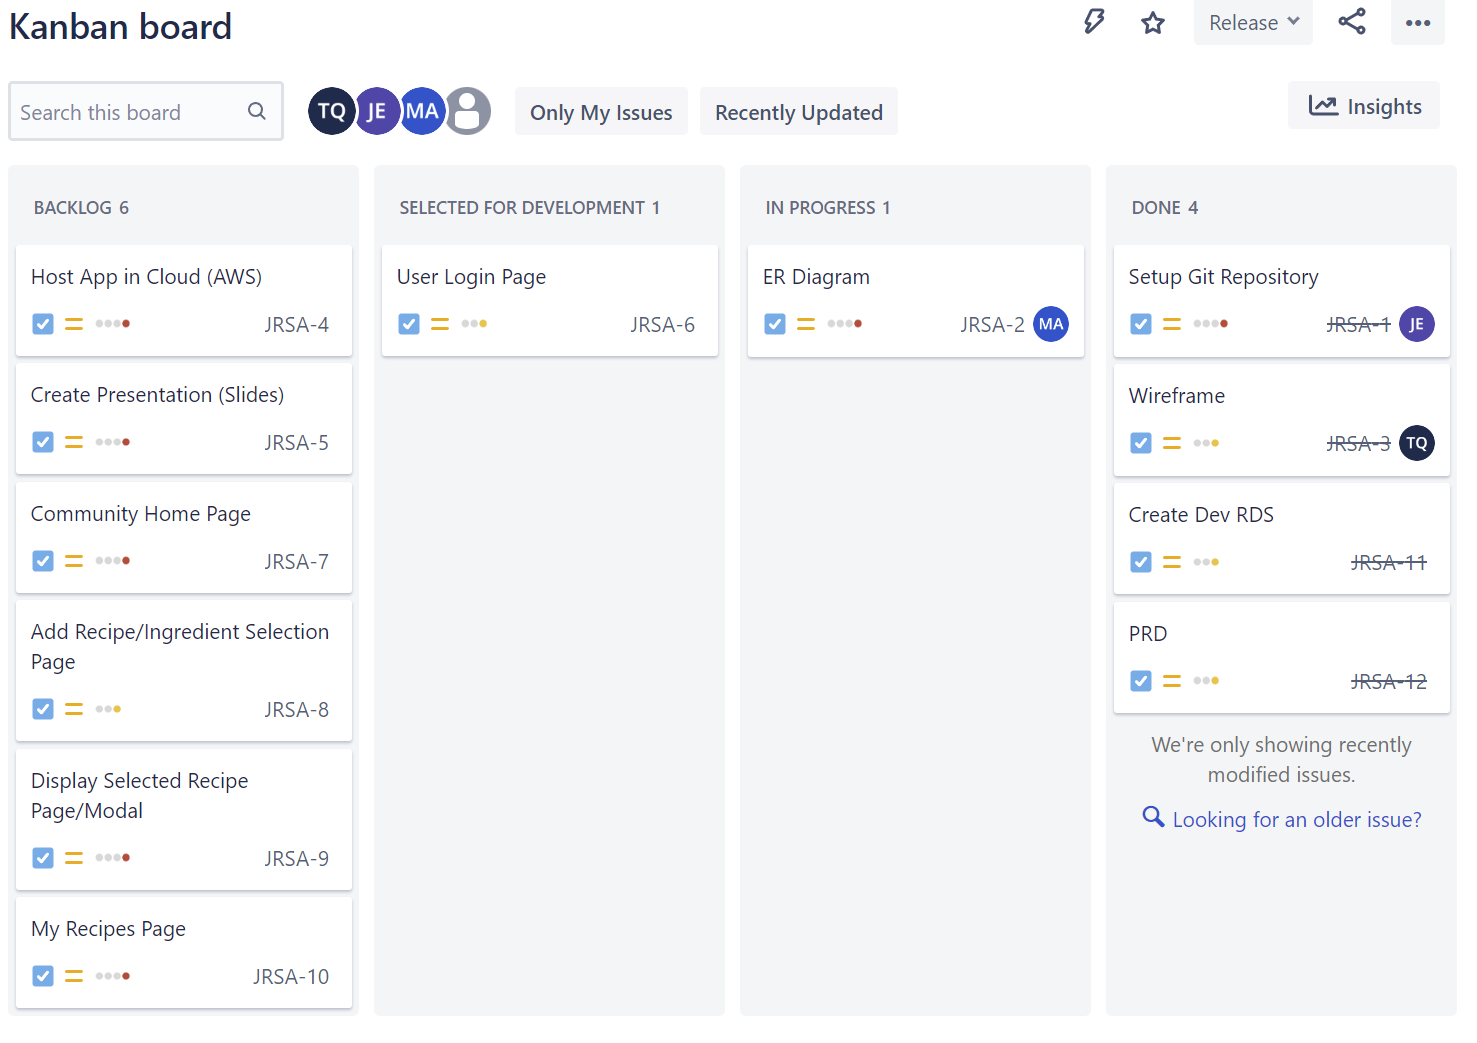 Kanban board
Release
Search this board
TQ
JE
MA
Only My Issues
Recently Updated
Insights
BACKLOG 6
Host App in Cloud (AWS)
JRSA-4
Create Presentation (Slides)
JRSA-5
Community Home Page
JRSA-7
Add Recipe/Ingredient Selection
Page
JRSA-8
Display Selected Recipe
Page/Modal
JRSA-9
My Recipes Page
JRSA-10
SELECTED FOR DEVELOPMENT 1
User Login Page
JRSA-6
IN PROGRESS 1
ER Diagram
JRSA-2 MA
DONE 4
Setup Git Repository
JRSA-1 JE
Wireframe
JRSA-3 TQ
Create Dev RDS
JRSA-11
PRD
JRSA-12
We're only showing recently
modified issues.
Looking for an older issue?